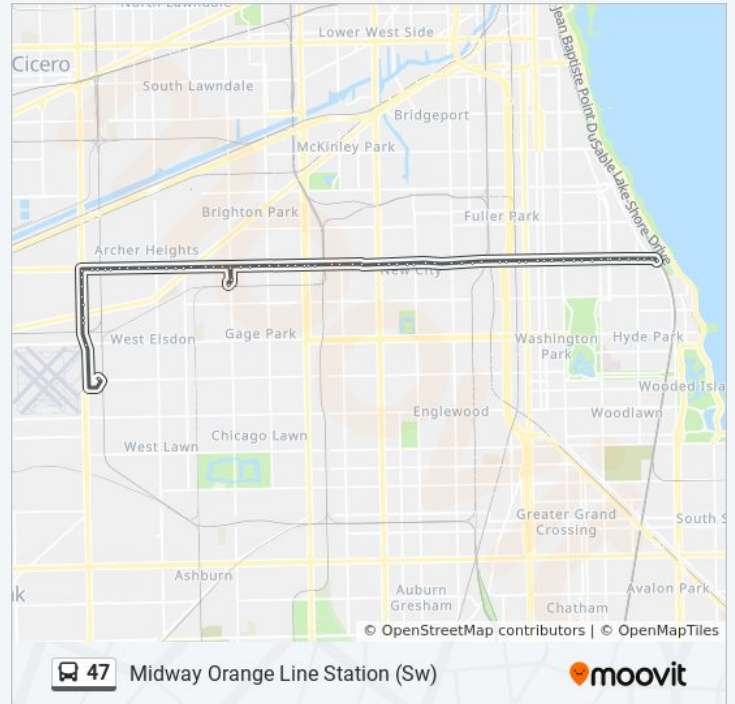 North Lawndale
Lower West Side
Cicero
South Lawndale
Jean Baptiste Point DuSable Lake Shore Drive
Bridgeport
McKinley Park
Brighton Park
Fuller Park
Archer Heights
New City
West Elsdon
Gage Park
Washington
Park
Hyde Park
Wooded Isla
Englewood
Woodlawn
Chicago Lawn
West Lawn
Greater Grand
Crossing
South S
Ashburn
Auburn
Gresham
Avalon Park
Chatham
© OpenStreetMap contributors | © OpenMapTiles
47 Midway Orange Line Station (Sw)
moovit